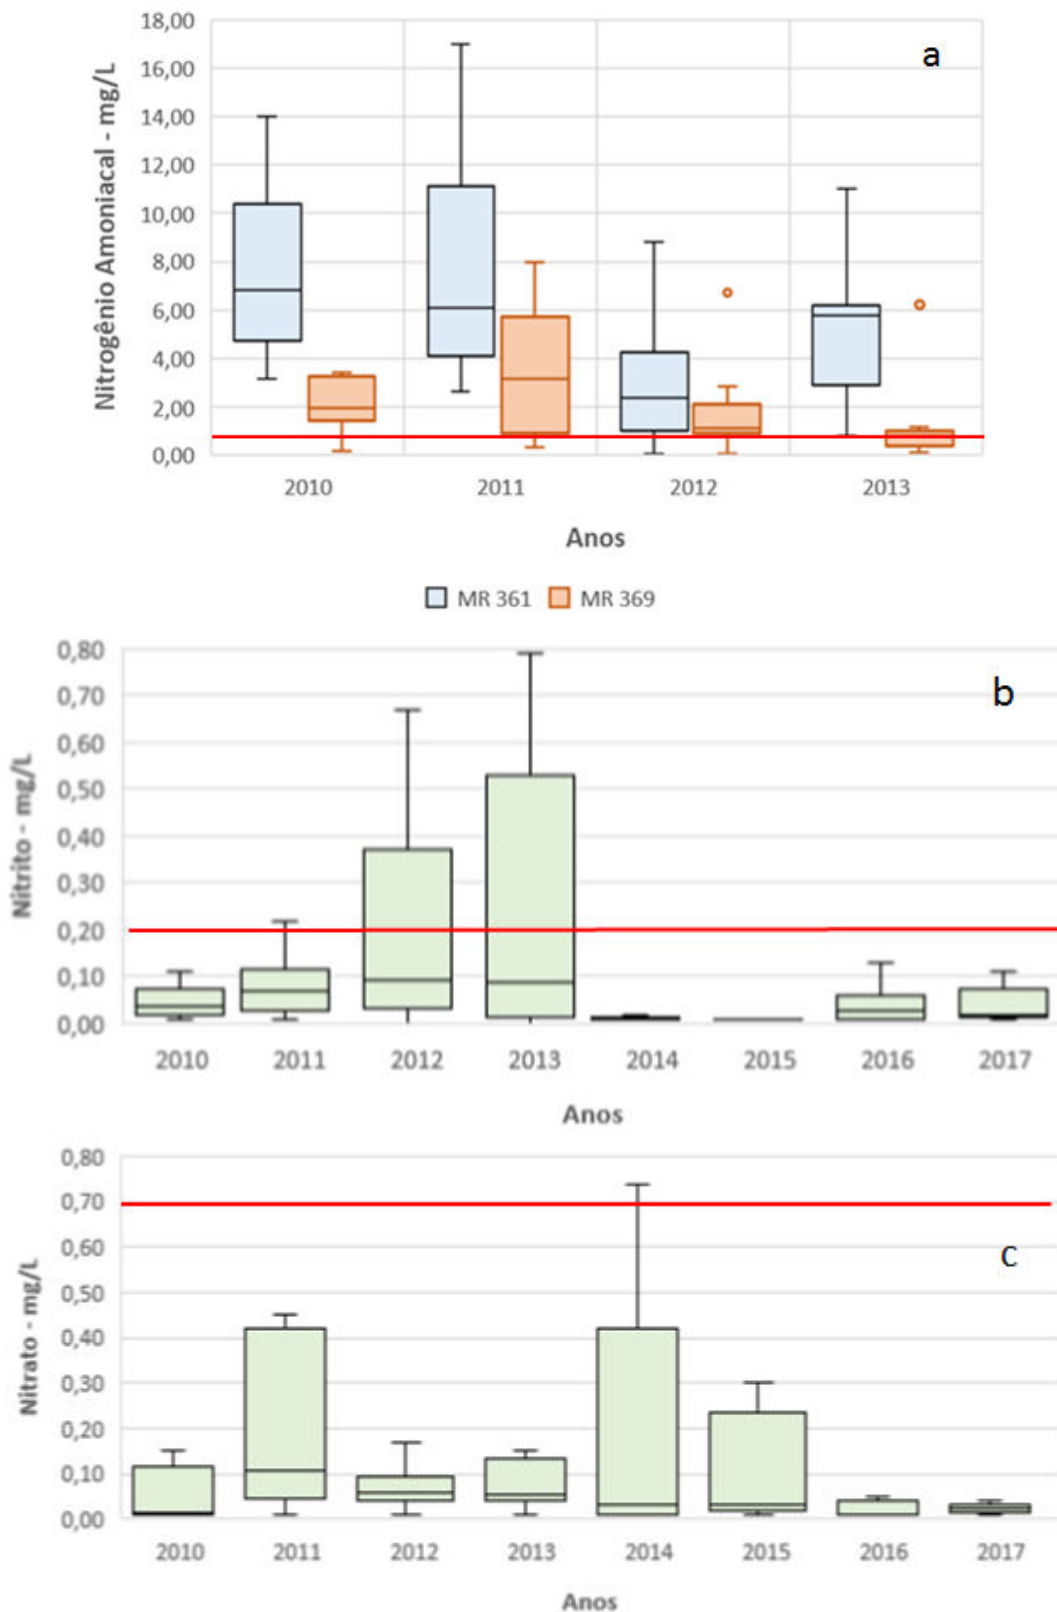 18,00
a
16,00
14,00
12,00
10,00
8,00
6,00
4,00
2,00
0,00
Nitrogênio Amoniacal - mg/L
2010 2011 2012 2013
Anos
MR 361 MR 369
0,80
b
0,70
0,60
0,50
0,40
0,30
0,20
0,10
0,00
Nitrito - mg/L
2010 2011 2012 2013 2014 2015 2016 2017
Anos
0,80
0,70
0,60
c
0,50
0,40
0,30
0,20
0,10
0,00
Nitrato - mg/L
2010 2011 2012 2013 2014 2015 2016 2017
Anos